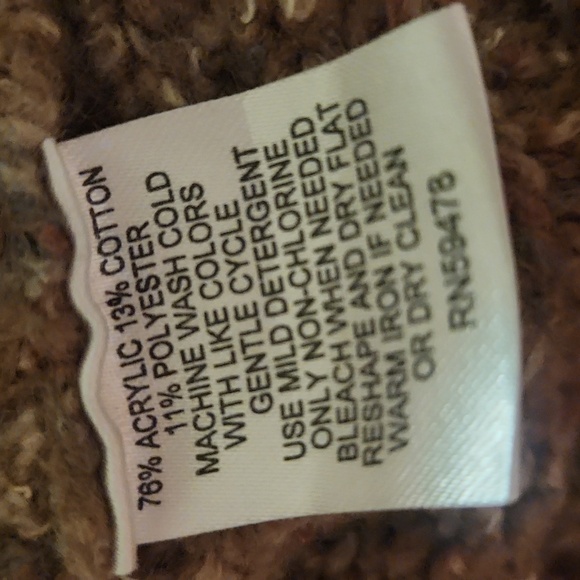 76% ACRYLIC 13% COTTON
11% POLYESTER
MACHINE WASH COLD
WITH LIKE COLORS
GENTLE CYCLE
USE MILD DETERGENT
ONLY NON-CHLORINE
BLEACH WHEN NEEDED
RESHAPE AND DRY FLAT
WARM IRON IF NEEDED
OR DRY CLEAN
RN59478